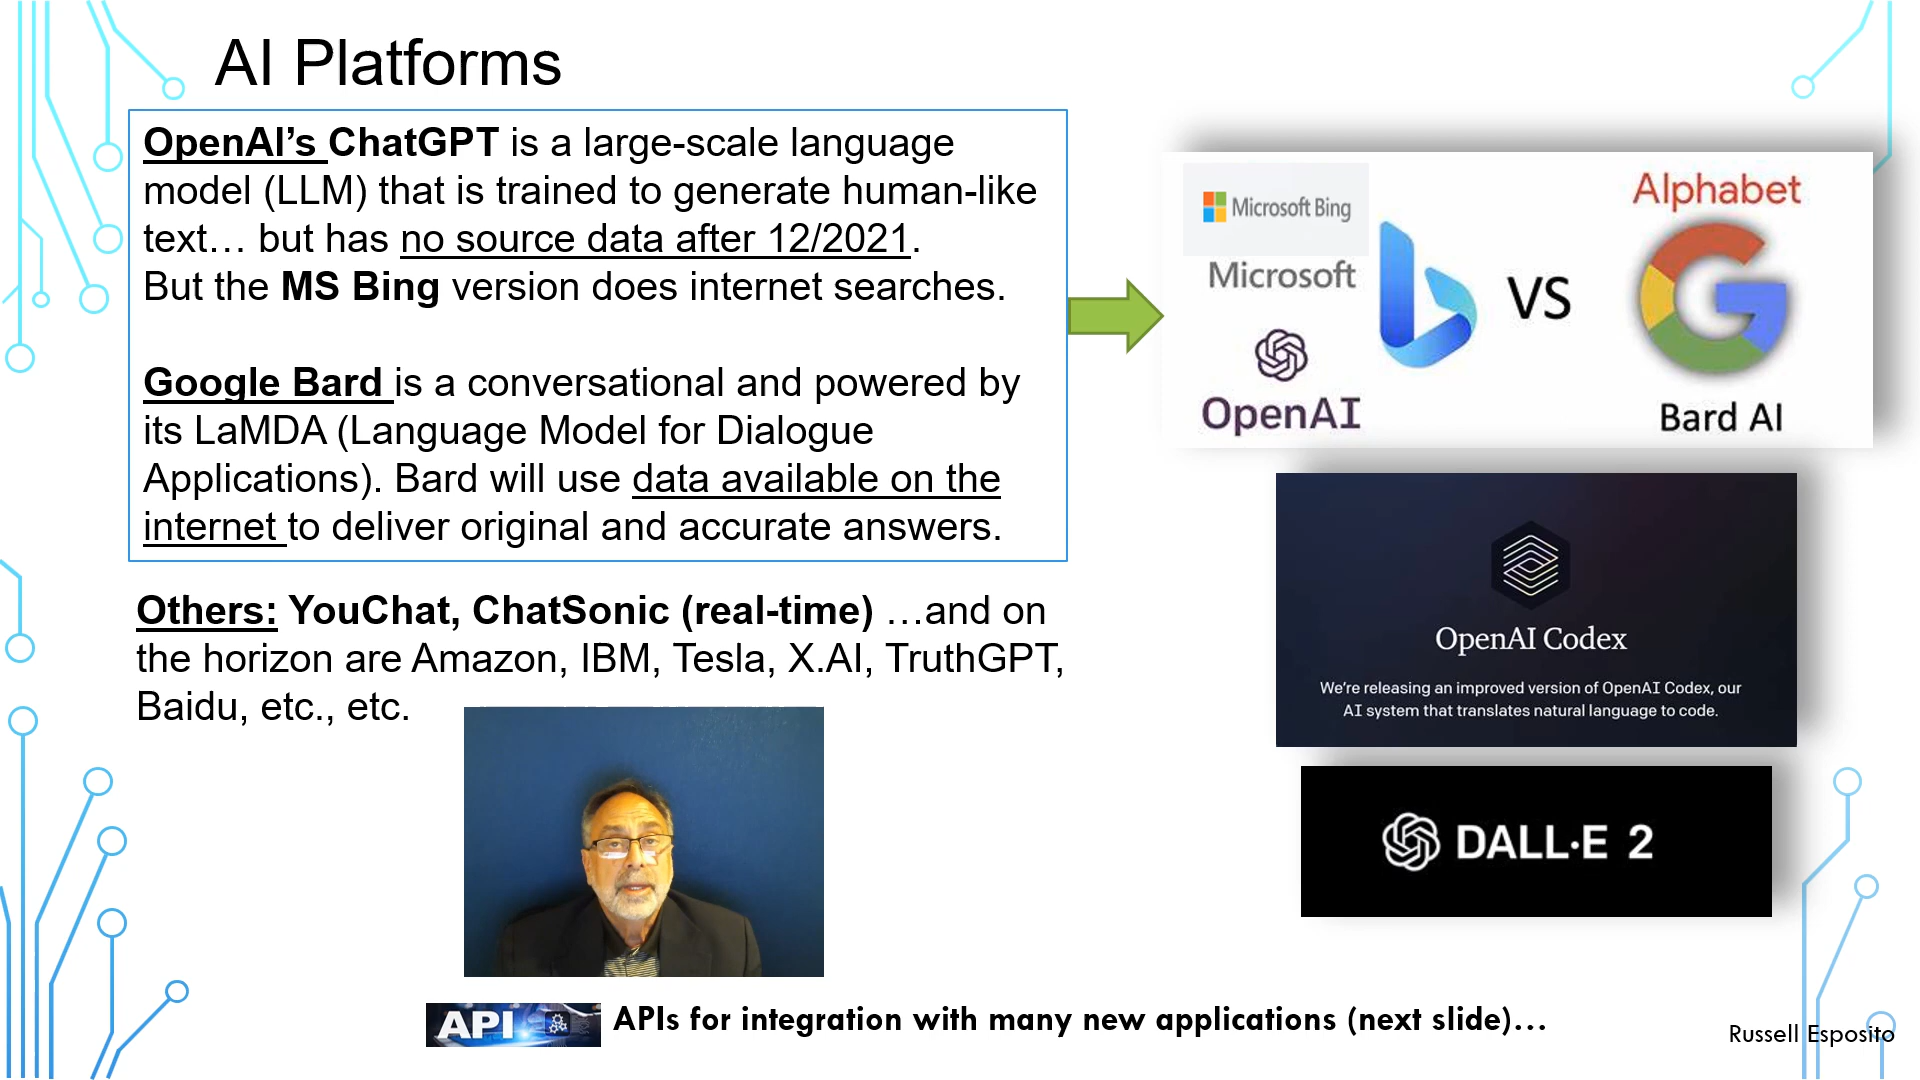 AI Platforms
OpenAI’s ChatGPT is a large-scale language
model (LLM) that is trained to generate human-like
text… but has no source data after 12/2021.
But the MS Bing version does internet searches.
Google Bard is a conversational and powered by
its LaMDA (Language Model for Dialogue
Applications). Bard will use data available on the
internet to deliver original and accurate answers.
Others: YouChat, ChatSonic (real-time) …and on
the horizon are Amazon, IBM, Tesla, X.AI, TruthGPT,
Baidu, etc., etc.
Microsoft Bing
Microsoft
OpenAI
VS
Alphabet
Bard AI
OpenAI Codex
We’re releasing an improved version of OpenAI Codex, our
AI system that translates natural language to code.
DALL·E 2
API
APIs for integration with many new applications (next slide)…
Russell Esposito